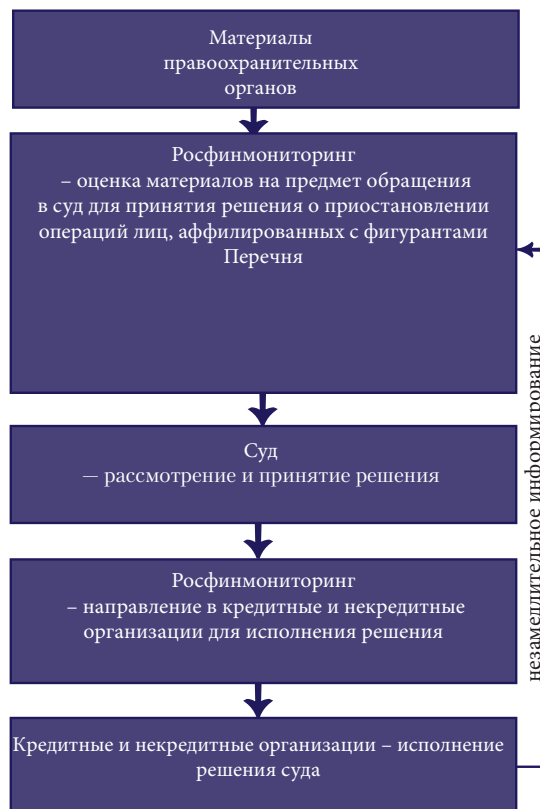 Материалы
правоохранительных
органов
Росфинмониторинг
– оценка материалов на предмет обращения
в суд для принятия решения о приостановлении
операций лиц, аффилированных с фигурантами
Перечня
Суд
— рассмотрение и принятие решения
Росфинмониторинг
– направление в кредитные и некредитные
организации для исполнения решения
Кредитные и некредитные организации – исполнение
решения суда
незамедлительное информирование